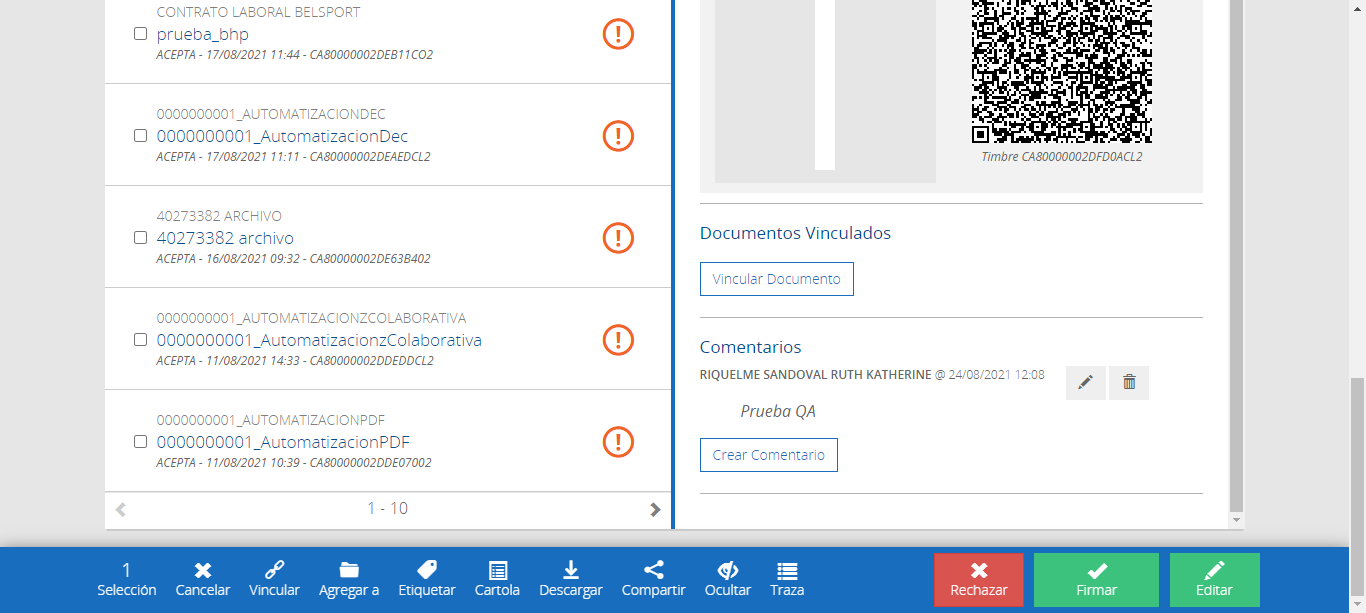 CONTRATO LABORAL BELSPORT
prueba_bhp
ACEPTA - 17/08/2021 11:44 - CA80000002DEB11CO2
0000000001_AUTOMATIZACIONDEC
0000000001_AutomatizacionDec
ACEPTA - 17/08/2021 11:11 - CA80000002DEAEDCL2
40273382 ARCHIVO
40273382 archivo
ACEPTA - 16/08/2021 09:32 - CA80000002DE63B402
0000000001_AUTOMATIZACIONZCOLABORATIVA
0000000001_AutomatizacionzColaborativa
ACEPTA - 11/08/2021 14:33 - CA80000002DDEDDCL2
0000000001_AUTOMATIZACIONPDF
0000000001_AutomatizacionPDF
ACEPTA - 11/08/2021 10:39 - CA80000002DDE07002
1 - 10
Timbre CA80000002DFD0ACL2
Documentos Vinculados
Vincular Documento
Comentarios
RIQUELME SANDOVAL RUTH KATHERINE @ 24/08/2021 12:08
Prueba QA
Crear Comentario
1
Selección
Cancelar
Vincular
Agregar a
Etiquetar
Cartola
Descargar
Compartir
Ocultar
Traza
Rechazar
Firmar
Editar